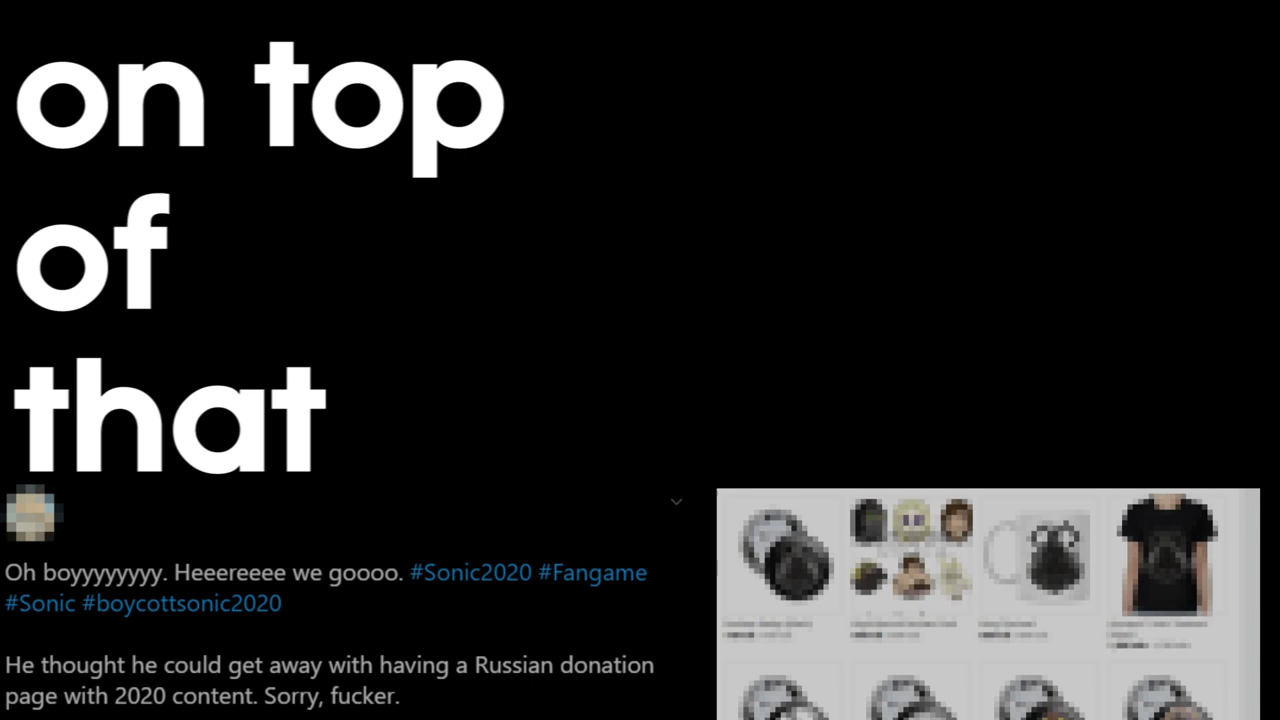 on top
of
that
Oh boyyyyyyyy. Heeereeee we goooo. #Sonic2020 #Fangame
#Sonic #boycottsonic2020
He thought he could get away with having a Russian donation
page with 2020 content. Sorry, fucker.